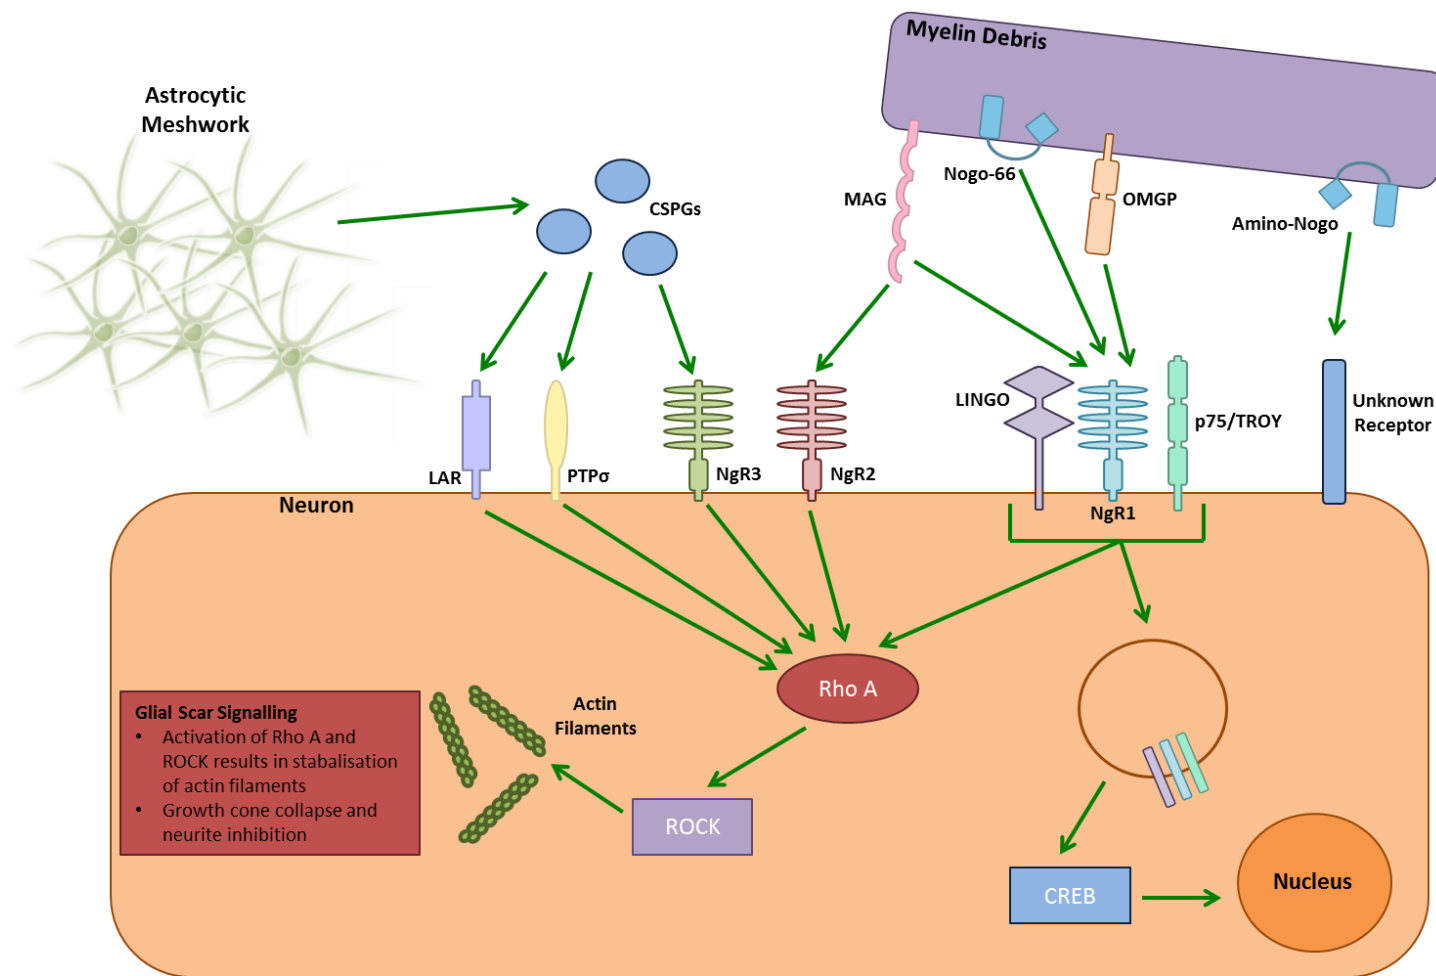 Myelin Debris
Astrocytic
Meshwork
CSPGs
MAG
Nogo-66
OMGP
Amino-Nogo
LINGO
p75/TROY
Unknown
Receptor
LAR
PTPσ
NgR3
NgR2
NgR1
Neuron
Rho A
Actin
Filaments
Glial Scar Signalling
• Activation of Rho A and
ROCK results in stabalisation
of actin filaments
• Growth cone collapse and
neurite inhibition
ROCK
CREB
Nucleus